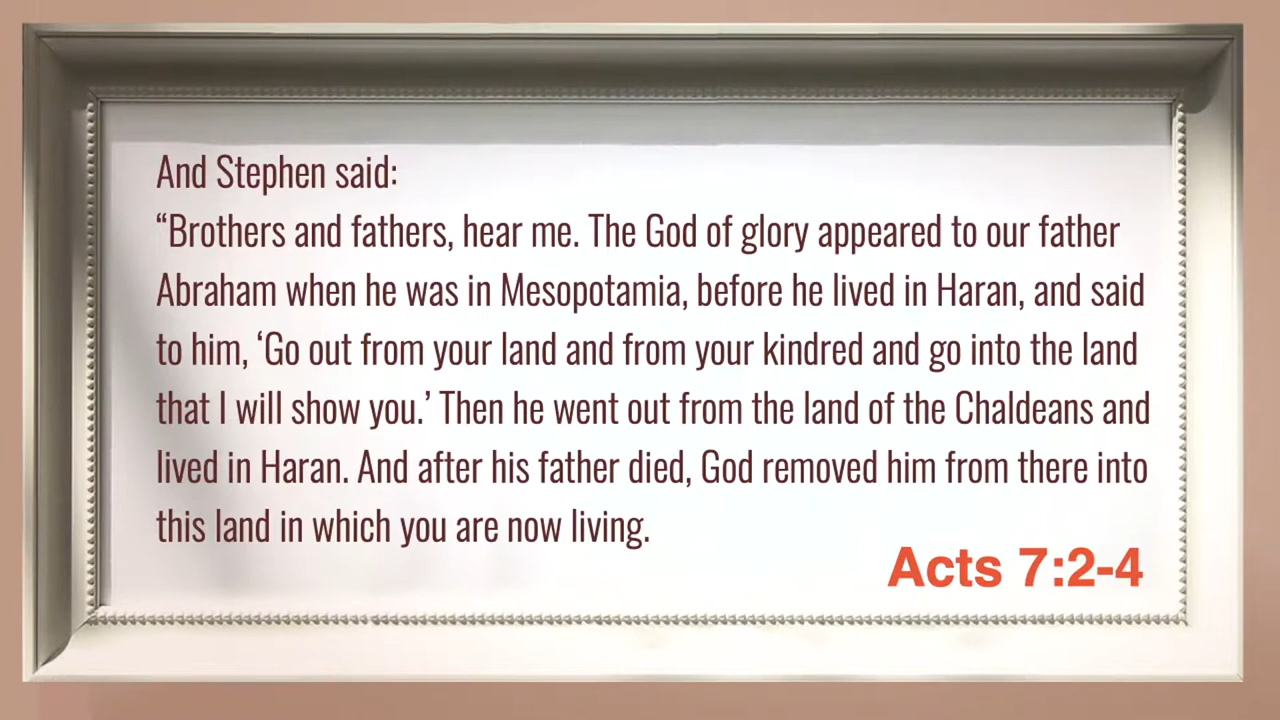 And Stephen said:
“Brothers and fathers, hear me. The God of glory appeared to our father
Abraham when he was in Mesopotamia, before he lived in Haran, and said
to him, ‘Go out from your land and from your kindred and go into the land
that I will show you.’ Then he went out from the land of the Chaldeans and
lived in Haran. And after his father died, God removed him from there into
this land in which you are now living.
Acts 7:2-4